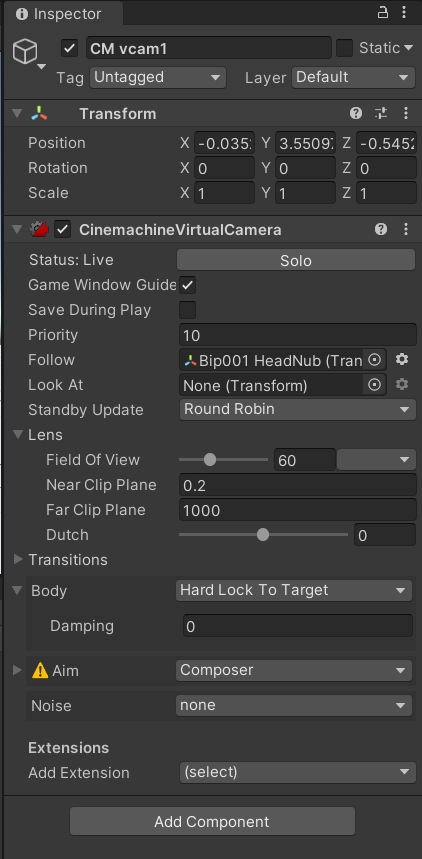 Inspector
CM vcam1 Static
Tag Untagged Layer Default
Transform
Position X -0.035 Y 3.5509 Z -0.5452
Rotation X 0 Y 0 Z 0
Scale X 1 Y 1 Z 1
CinemachineVirtualCamera
Status: Live Solo
Game Window Guide
Save During Play
Priority 10
Follow Bip001 HeadNub (Tran
Look At None (Transform)
Standby Update Round Robin
Lens
Field Of View 60
Near Clip Plane 0.2
Far Clip Plane 1000
Dutch 0
Transitions
Body Hard Lock To Target
Damping 0
Aim Composer
Noise none
Extensions
Add Extension (select)
Add Component